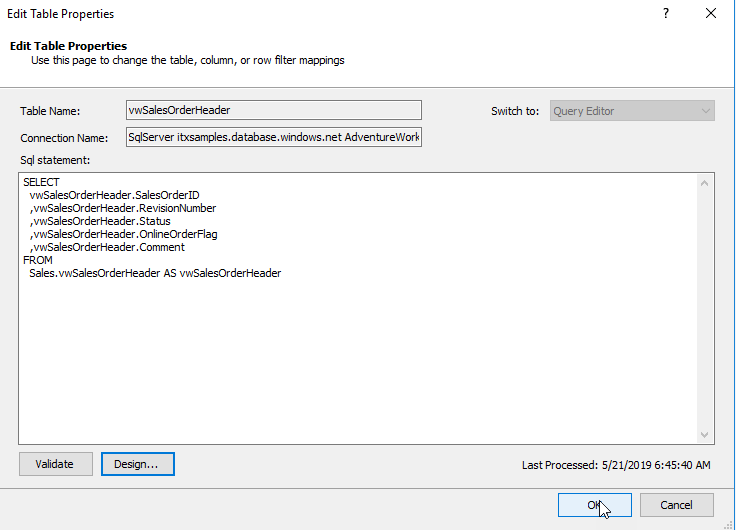 Edit Table Properties
?
Edit Table Properties
Use this page to change the table, column, or row filter mappings
Table Name: vwSalesOrderHeader Switch to: Query Editor
Connection Name: SqlServer itxsamples.database.windows.net AdventureWork
Sql statement:
SELECT
vwSalesOrderHeader.SalesOrderID
,vwSalesOrderHeader.RevisionNumber
,vwSalesOrderHeader.Status
,vwSalesOrderHeader.OnlineOrderFlag
,vwSalesOrderHeader.Comment
FROM
Sales.vwSalesOrderHeader AS vwSalesOrderHeader
Validate Design... Last Processed: 5/21/2019 6:45:40 AM
OK Cancel